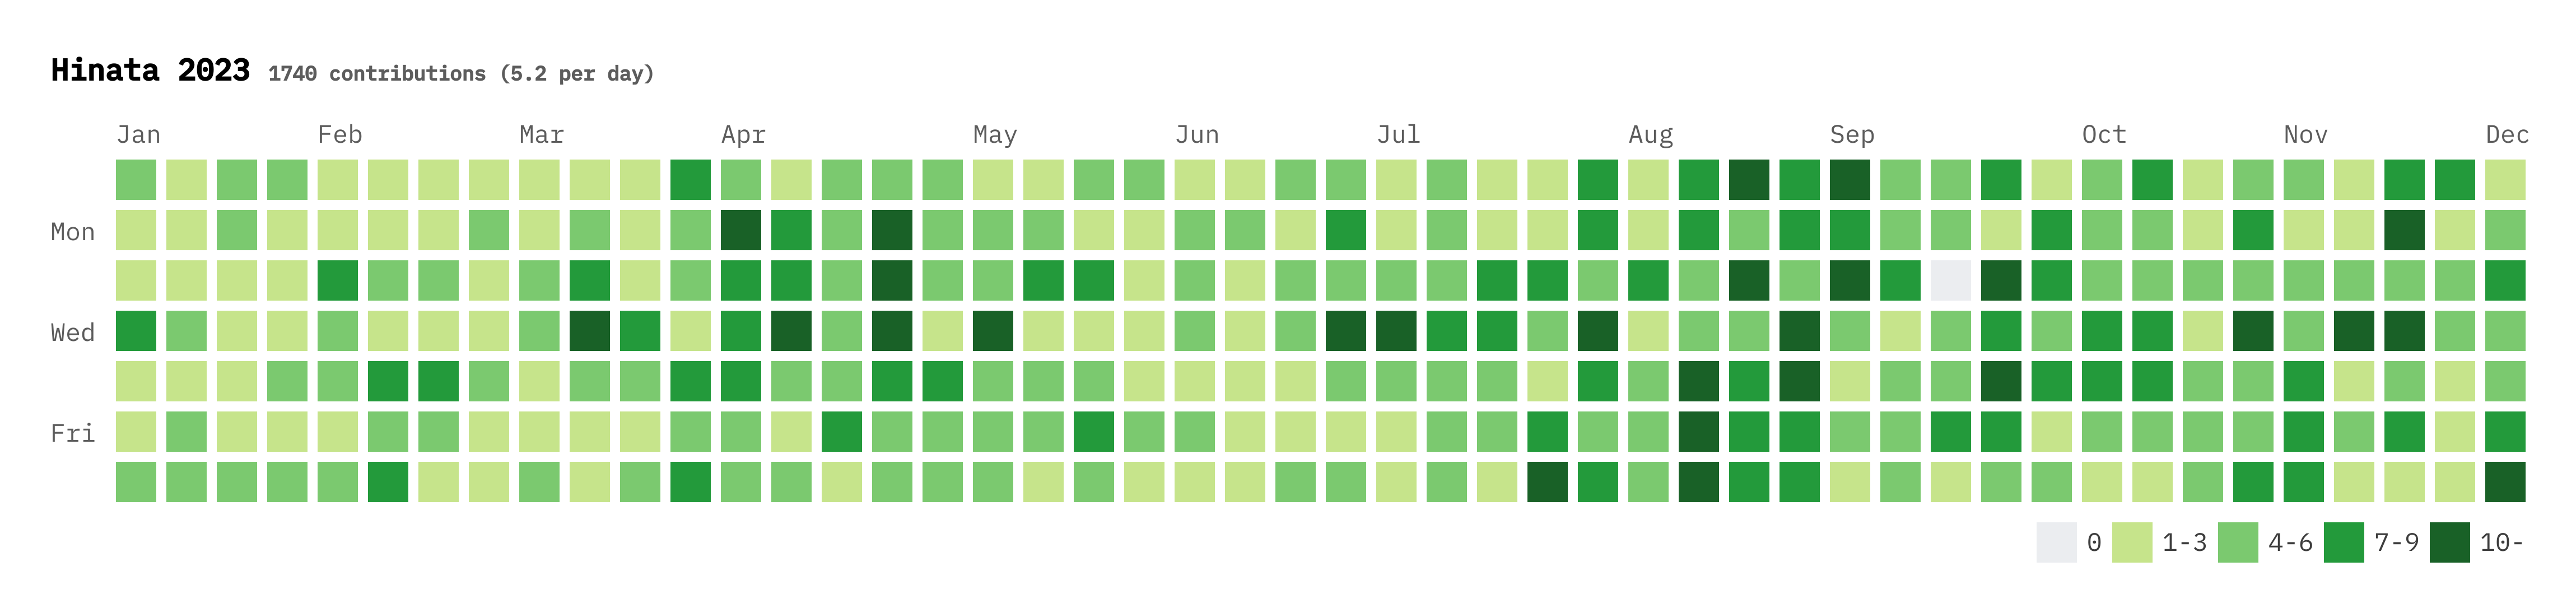 Hinata 2023 1740 contributions (5.2 per day)
Jan Feb Mar Apr May Jun Jul Aug Sep Oct Nov Dec
Mon
Wed
Fri
0 1-3 4-6 7-9 10-